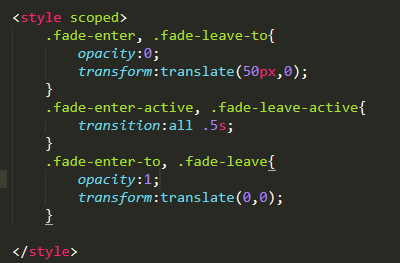 <style scoped>
    .fade-enter, .fade-leave-to{
        opacity:0;
        transform:translate(50px,0);
    }
    .fade-enter-active, .fade-leave-active{
        transition:all .5s;
    }
    .fade-enter-to, .fade-leave{
        opacity:1;
        transform:translate(0,0);
    }
</style>